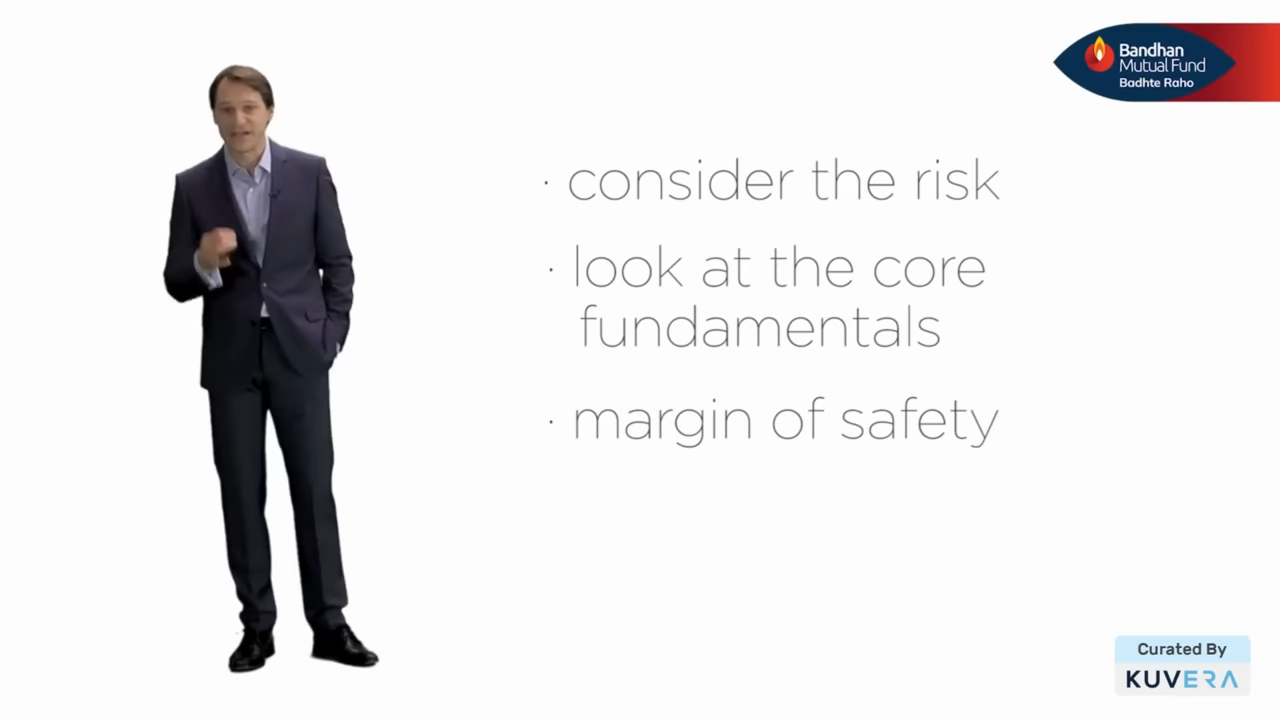 Bandhan
Mutual Fund
Badhte Raho
· consider the risk
· look at the core
fundamentals
· margin of safety
Curated By
KUVERA